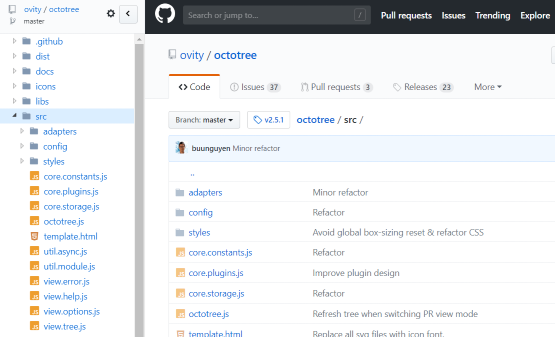 ovity / octotree
master
.github
dist
docs
icons
libs
src
adapters
config
styles
core.constants.js
core.plugins.js
core.storage.js
octotree.js
template.html
util.async.js
util.module.js
view.error.js
view.help.js
view.options.js
view.tree.js
Search or jump to... /
Pull requests Issues Trending Explore
ovity / octotree
Code Issues 37 Pull requests 3 Releases 23 More
Branch: master v2.5.1 octotree / src /
buunguyen Minor refactor
..
adapters Minor refactor
config Refactor
styles Avoid global box-sizing reset & refactor CSS
core.constants.js Refactor
core.plugins.js Improve plugin design
core.storage.js Refactor
octotree.js Refresh tree when switching PR view mode
template.html Replace all svg files with icon font.